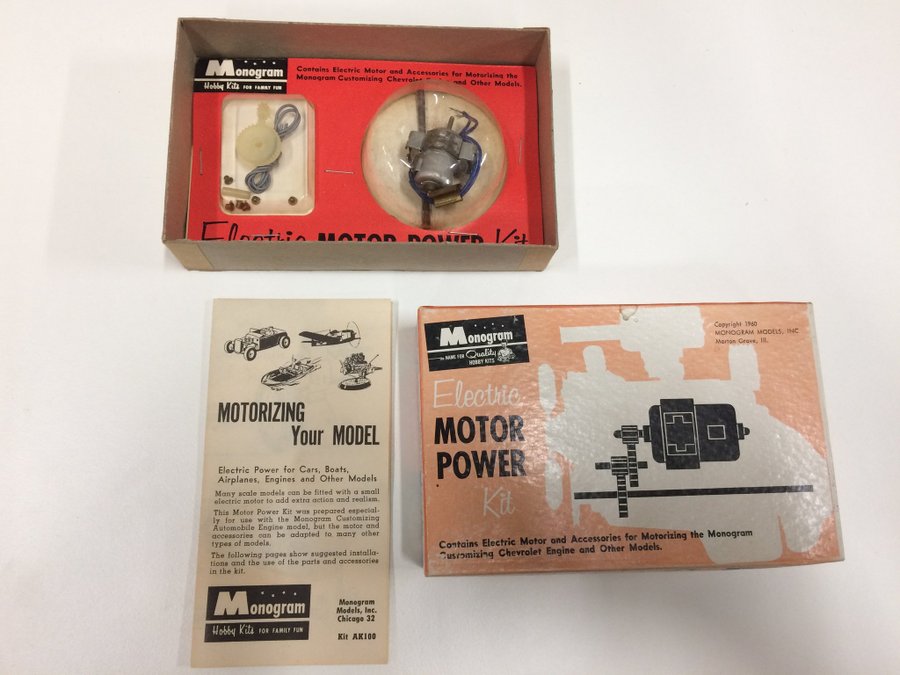 Monogram
Hobby Kits FOR FAMILY FUN
Contains Electric Motor and Accessories for Motorizing the
Monogram Customizing Chevrolet and Other Models.
Electric MOTOR POWER Kit
MOTORIZING
Your MODEL
Electric Power for Cars, Boats,
Airplanes, Engines and Other Models
Many scale models can be fitted with a small
electric motor to add extra action and realism.
This Motor Power Kit was prepared especial-
ly for use with the Monogram Customizing
Automobile Engine model, but the motor and
accessories can be adapted to many other
types of models.
The following pages show suggested installa-
tions and the use of the parts and accessories
in the kit.
Monogram
Hobby Kits FOR FAMILY FUN
Monogram
Models, Inc.
Chicago 32
Kit AK100
Monogram
THE NAME FOR Quality
HOBBY KITS
Copyright 1960
MONOGRAM MODELS, INC
Morton Grove, Ill.
Electric
MOTOR
POWER
Kit
Contains Electric Motor and Accessories for Motorizing the Monogram
Customizing Chevrolet Engine and Other Models.